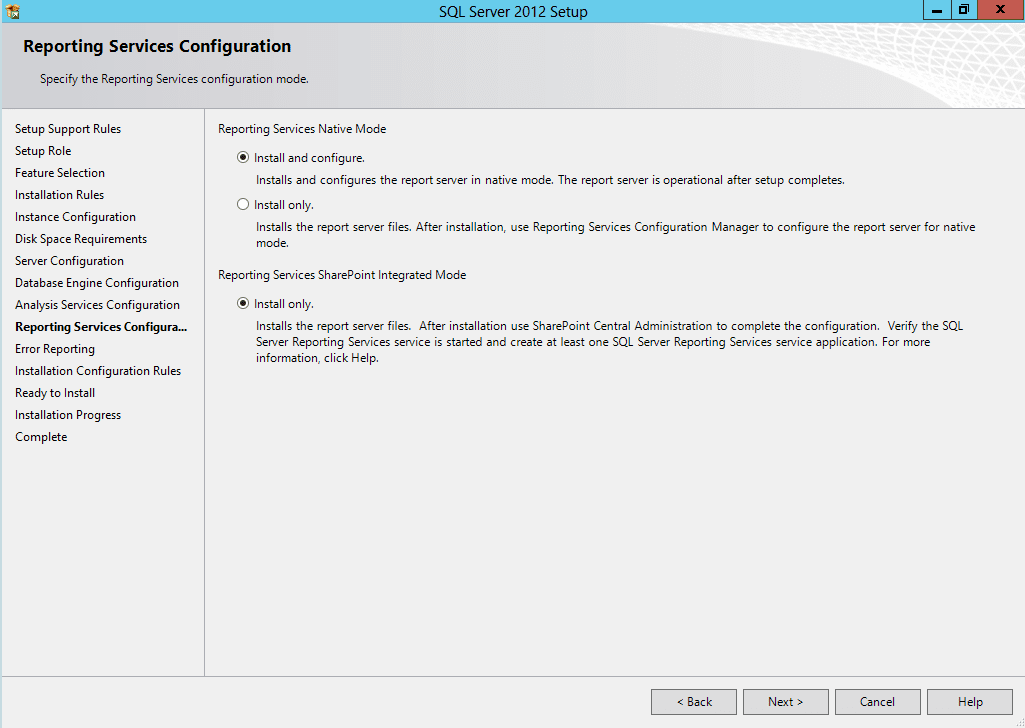 SQL Server 2012 Setup
Reporting Services Configuration
Specify the Reporting Services configuration mode.
Setup Support Rules
Setup Role
Feature Selection
Installation Rules
Instance Configuration
Disk Space Requirements
Server Configuration
Database Engine Configuration
Analysis Services Configuration
Reporting Services Configura...
Error Reporting
Installation Configuration Rules
Ready to Install
Installation Progress
Complete
Reporting Services Native Mode
Install and configure.
Installs and configures the report server in native mode. The report server is operational after setup completes.
Install only.
Installs the report server files. After installation, use Reporting Services Configuration Manager to configure the report server for native
mode.
Reporting Services SharePoint Integrated Mode
Install only.
Installs the report server files.  After installation use SharePoint Central Administration to complete the configuration.  Verify the SQL
Server Reporting Services service is started and create at least one SQL Server Reporting Services service application. For more
information, click Help.
< Back
Next >
Cancel
Help